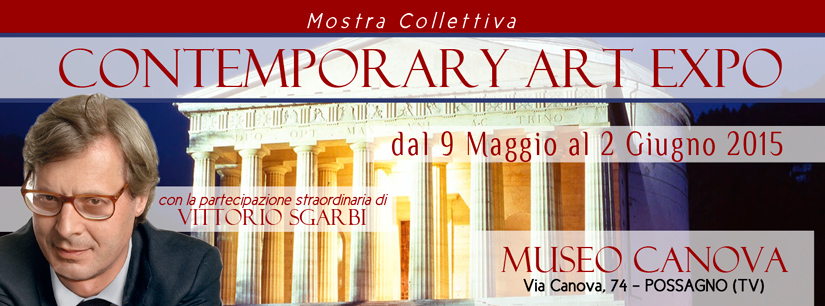 Mostra Collettiva
CONTEMPORARY ART EXPO
dal 9 Maggio al 2 Giugno 2015
con la partecipazione straordinaria di
VITTORIO SGARBI
MUSEO CANOVA
Via Canova, 74 – POSSAGNO (TV)